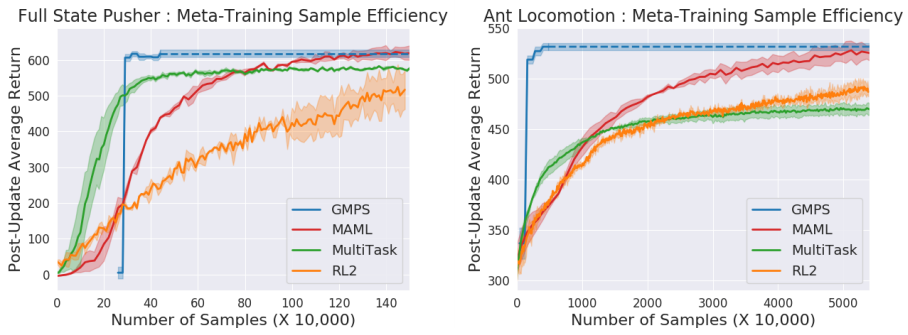 Full State Pusher : Meta-Training Sample Efficiency
Post-Update Average Return
600
500
400
300
200
100
0
0
20
40
60
80
100
120
140
Number of Samples (X 10,000)
GMPS
MAML
MultiTask
RL2
Ant Locomotion : Meta-Training Sample Efficiency
Post-Update Average Return
550
500
450
400
350
300
0
1000
2000
3000
4000
5000
Number of Samples (X 10,000)
GMPS
MAML
MultiTask
RL2